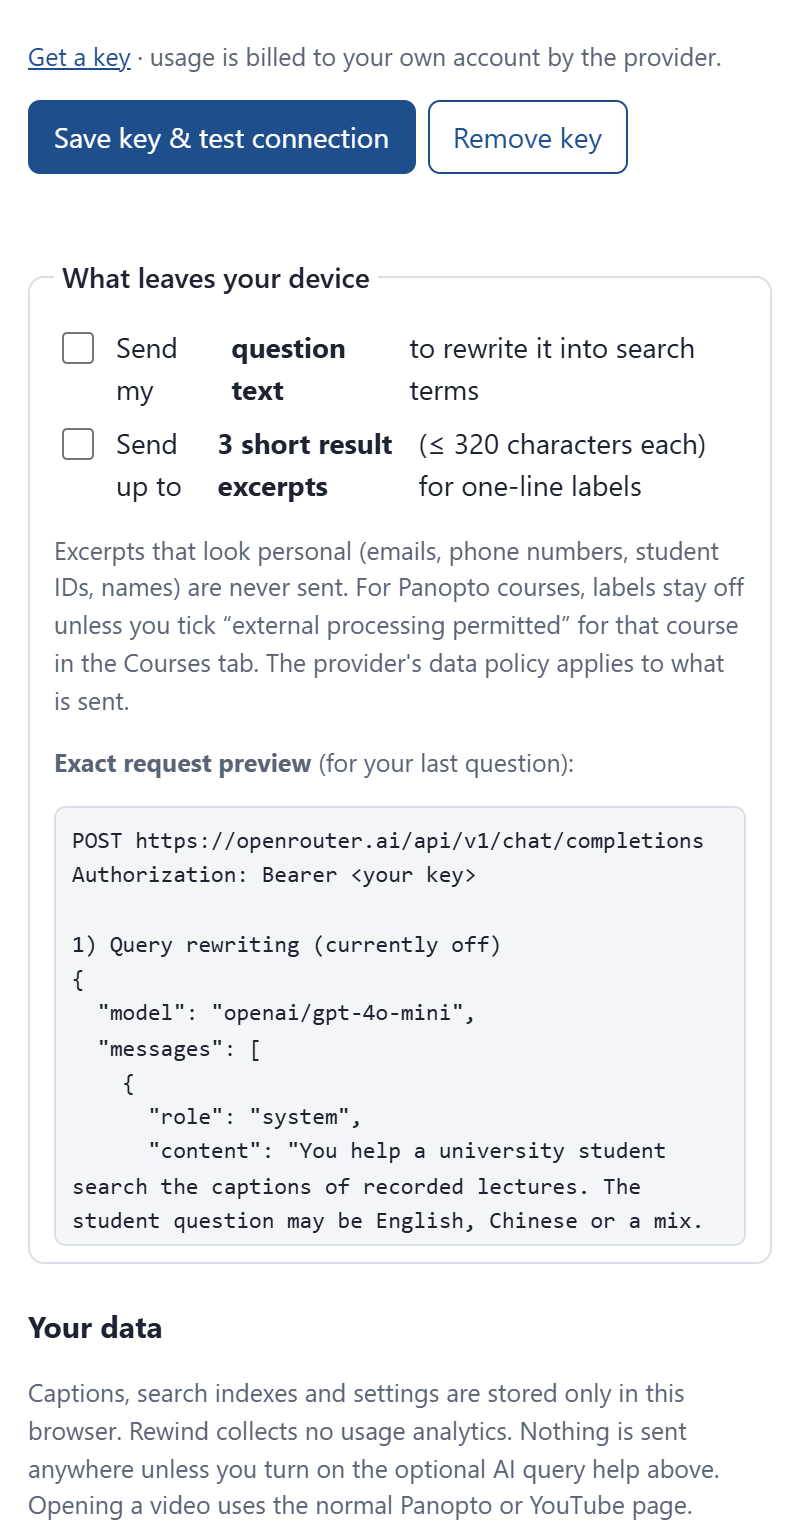 Get a key · usage is billed to your own account by the provider.
Save key & test connection
Remove key
What leaves your device
Send my question text to rewrite it into search terms
Send up to 3 short result excerpts (≤ 320 characters each) for one-line labels
Excerpts that look personal (emails, phone numbers, student
IDs, names) are never sent. For Panopto courses, labels stay off
unless you tick “external processing permitted” for that course
in the Courses tab. The provider's data policy applies to what
is sent.
Exact request preview (for your last question):
POST https://openrouter.ai/api/v1/chat/completions
Authorization: Bearer <your key>
1) Query rewriting (currently off)
{
  "model": "openai/gpt-4o-mini",
  "messages": [
    {
      "role": "system",
      "content": "You help a university student
search the captions of recorded lectures. The
student question may be English, Chinese or a mix.
Your data
Captions, search indexes and settings are stored only in this
browser. Rewind collects no usage analytics. Nothing is sent
anywhere unless you turn on the optional AI query help above.
Opening a video uses the normal Panopto or YouTube page.